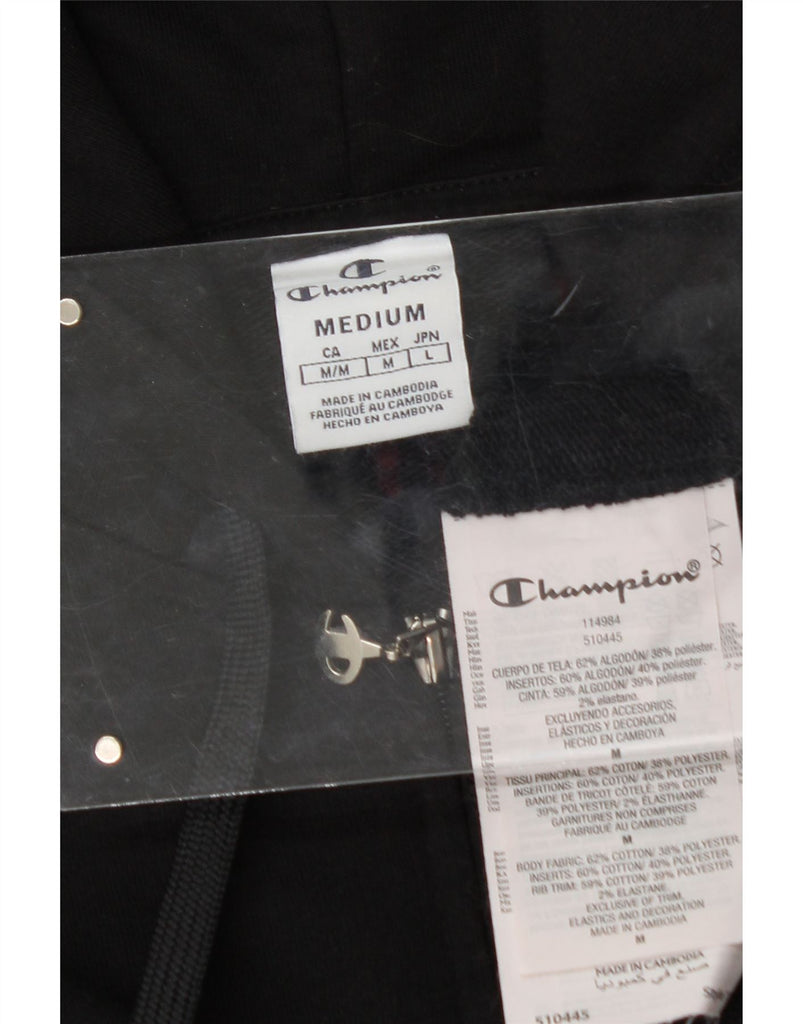 Champion®
MEDIUM
CA MEX JPN
M/M M L
MADE IN CAMBODIA
FABRIQUÉ AU CAMBODGE
HECHO EN CAMBOYA
Champion®
114984
510445
CUERPO DE TELA: 62% ALGODÓN/ 38% poliéster.
INSERTOS: 60% ALGODÓN/ 40% poliéster.
CINTA: 59% ALGODÓN/ 39% poliéster
2% elastano.
EXCLUYENDO ACCESORIOS,
ELÁSTICOS Y DECORACIÓN
HECHO EN CAMBOYA
M
TISSU PRINCIPAL: 62% COTON/ 38% POLYESTER.
INSERTIONS: 60% COTON/ 40% POLYESTER.
BANDE DE TRICOT CÔTELÉ: 59% COTON
39% POLYESTER/ 2% ÉLASTHANNE.
GARNITURES NON COMPRISES
FABRIQUÉ AU CAMBODGE
M
BODY FABRIC: 62% COTTON/ 38% POLYESTER.
INSERTS: 60% COTTON/ 40% POLYESTER.
RIB TRIM: 59% COTTON/ 39% POLYESTER
2% ELASTANE.
EXCLUSIVE OF TRIM,
ELASTICS AND DECORATION
MADE IN CAMBODIA
M
MADE IN CAMBODIA
صنع في كمبوديا
510445